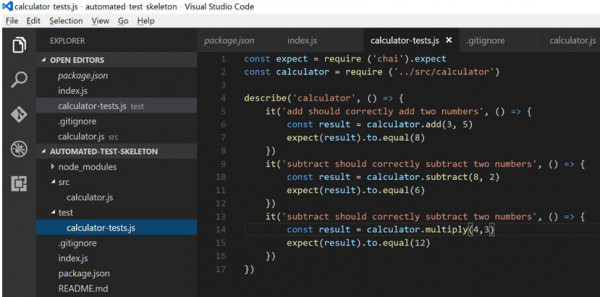 calculator-tests.js - automated test skeleton - Visual Studio Code
File Edit Selection View Go Help
EXPLORER
OPEN EDITORS
package.json
index.js
calculator-tests.js test
.gitignore
calculator.js src
AUTOMATED-TEST-SKELETON
node_modules
src
calculator.js
test
calculator-tests.js
.gitignore
index.js
package.json
README.md
package.json index.js calculator-tests.js × .gitignore calculator.js
1 const expect = require ('chai').expect
2 const calculator = require ('../src/calculator')
3
4 describe('calculator', () => {
5 it('add should correctly add two numbers', () => {
6 const result = calculator.add(3, 5)
7 expect(result).to.equal(8)
8 })
9 it('subtract should correctly subtract two numbers', () => {
10 const result = calculator.subtract(8, 2)
11 expect(result).to.equal(6)
12 })
13 it('subtract should correctly subtract two numbers', () => {
14 const result = calculator.multiply(4,3)
15 expect(result).to.equal(12)
16 })
17 })